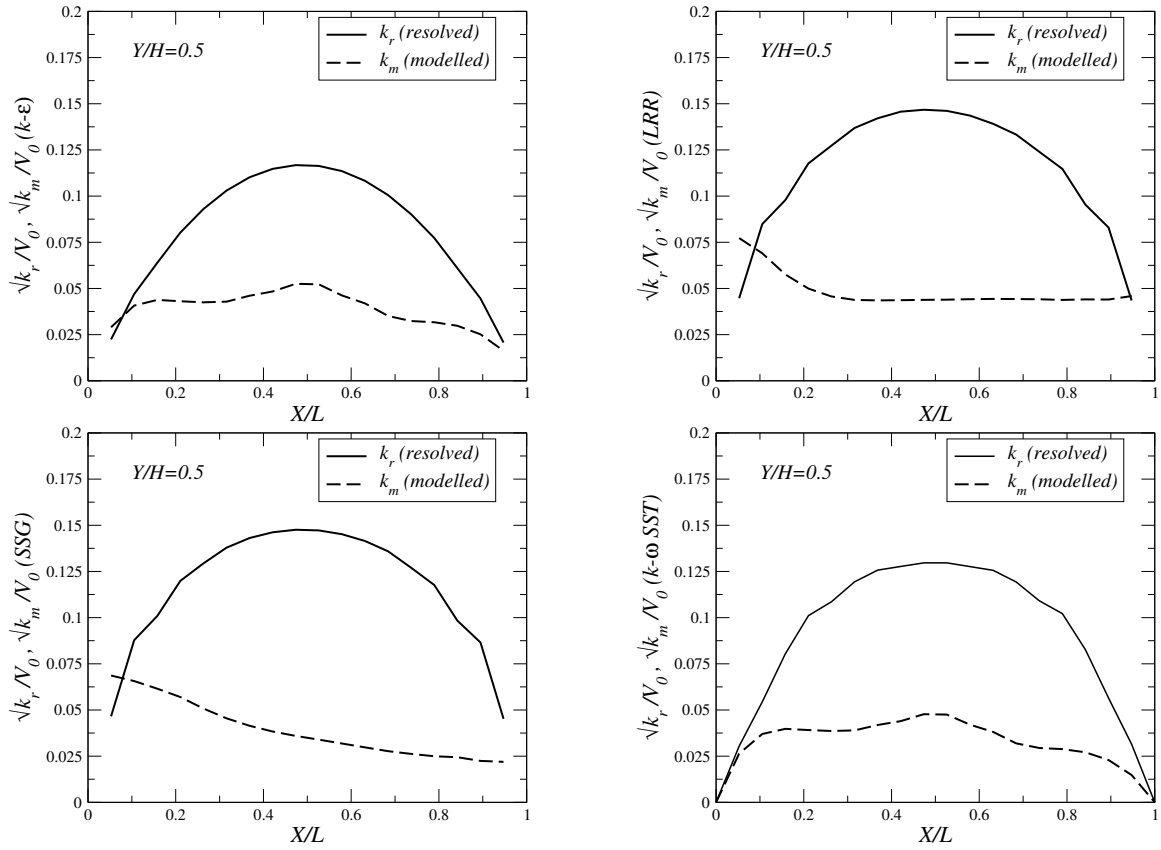 0.2
0.175
0.15
0.125
0.1
0.075
0.05
0.025
0
√k_r/V_0, √k_m/V_0 (k-ε)
Y/H=0.5
k_r (resolved)
k_m (modelled)
0 0.2 0.4 0.6 0.8 1
X/L
0.2
0.175
0.15
0.125
0.1
0.075
0.05
0.025
0
√k_r/V_0, √k_m/V_0 (LRR)
Y/H=0.5
k_r (resolved)
k_m (modelled)
0 0.2 0.4 0.6 0.8 1
X/L
0.2
0.175
0.15
0.125
0.1
0.075
0.05
0.025
0
√k_r/V_0, √k_m/V_0 (SSG)
Y/H=0.5
k_r (resolved)
k_m (modelled)
0 0.2 0.4 0.6 0.8 1
X/L
0.2
0.175
0.15
0.125
0.1
0.075
0.05
0.025
0
√k_r/V_0, √k_m/V_0 (k-ω SST)
Y/H=0.5
k_r (resolved)
k_m (modelled)
0 0.2 0.4 0.6 0.8 1
X/L